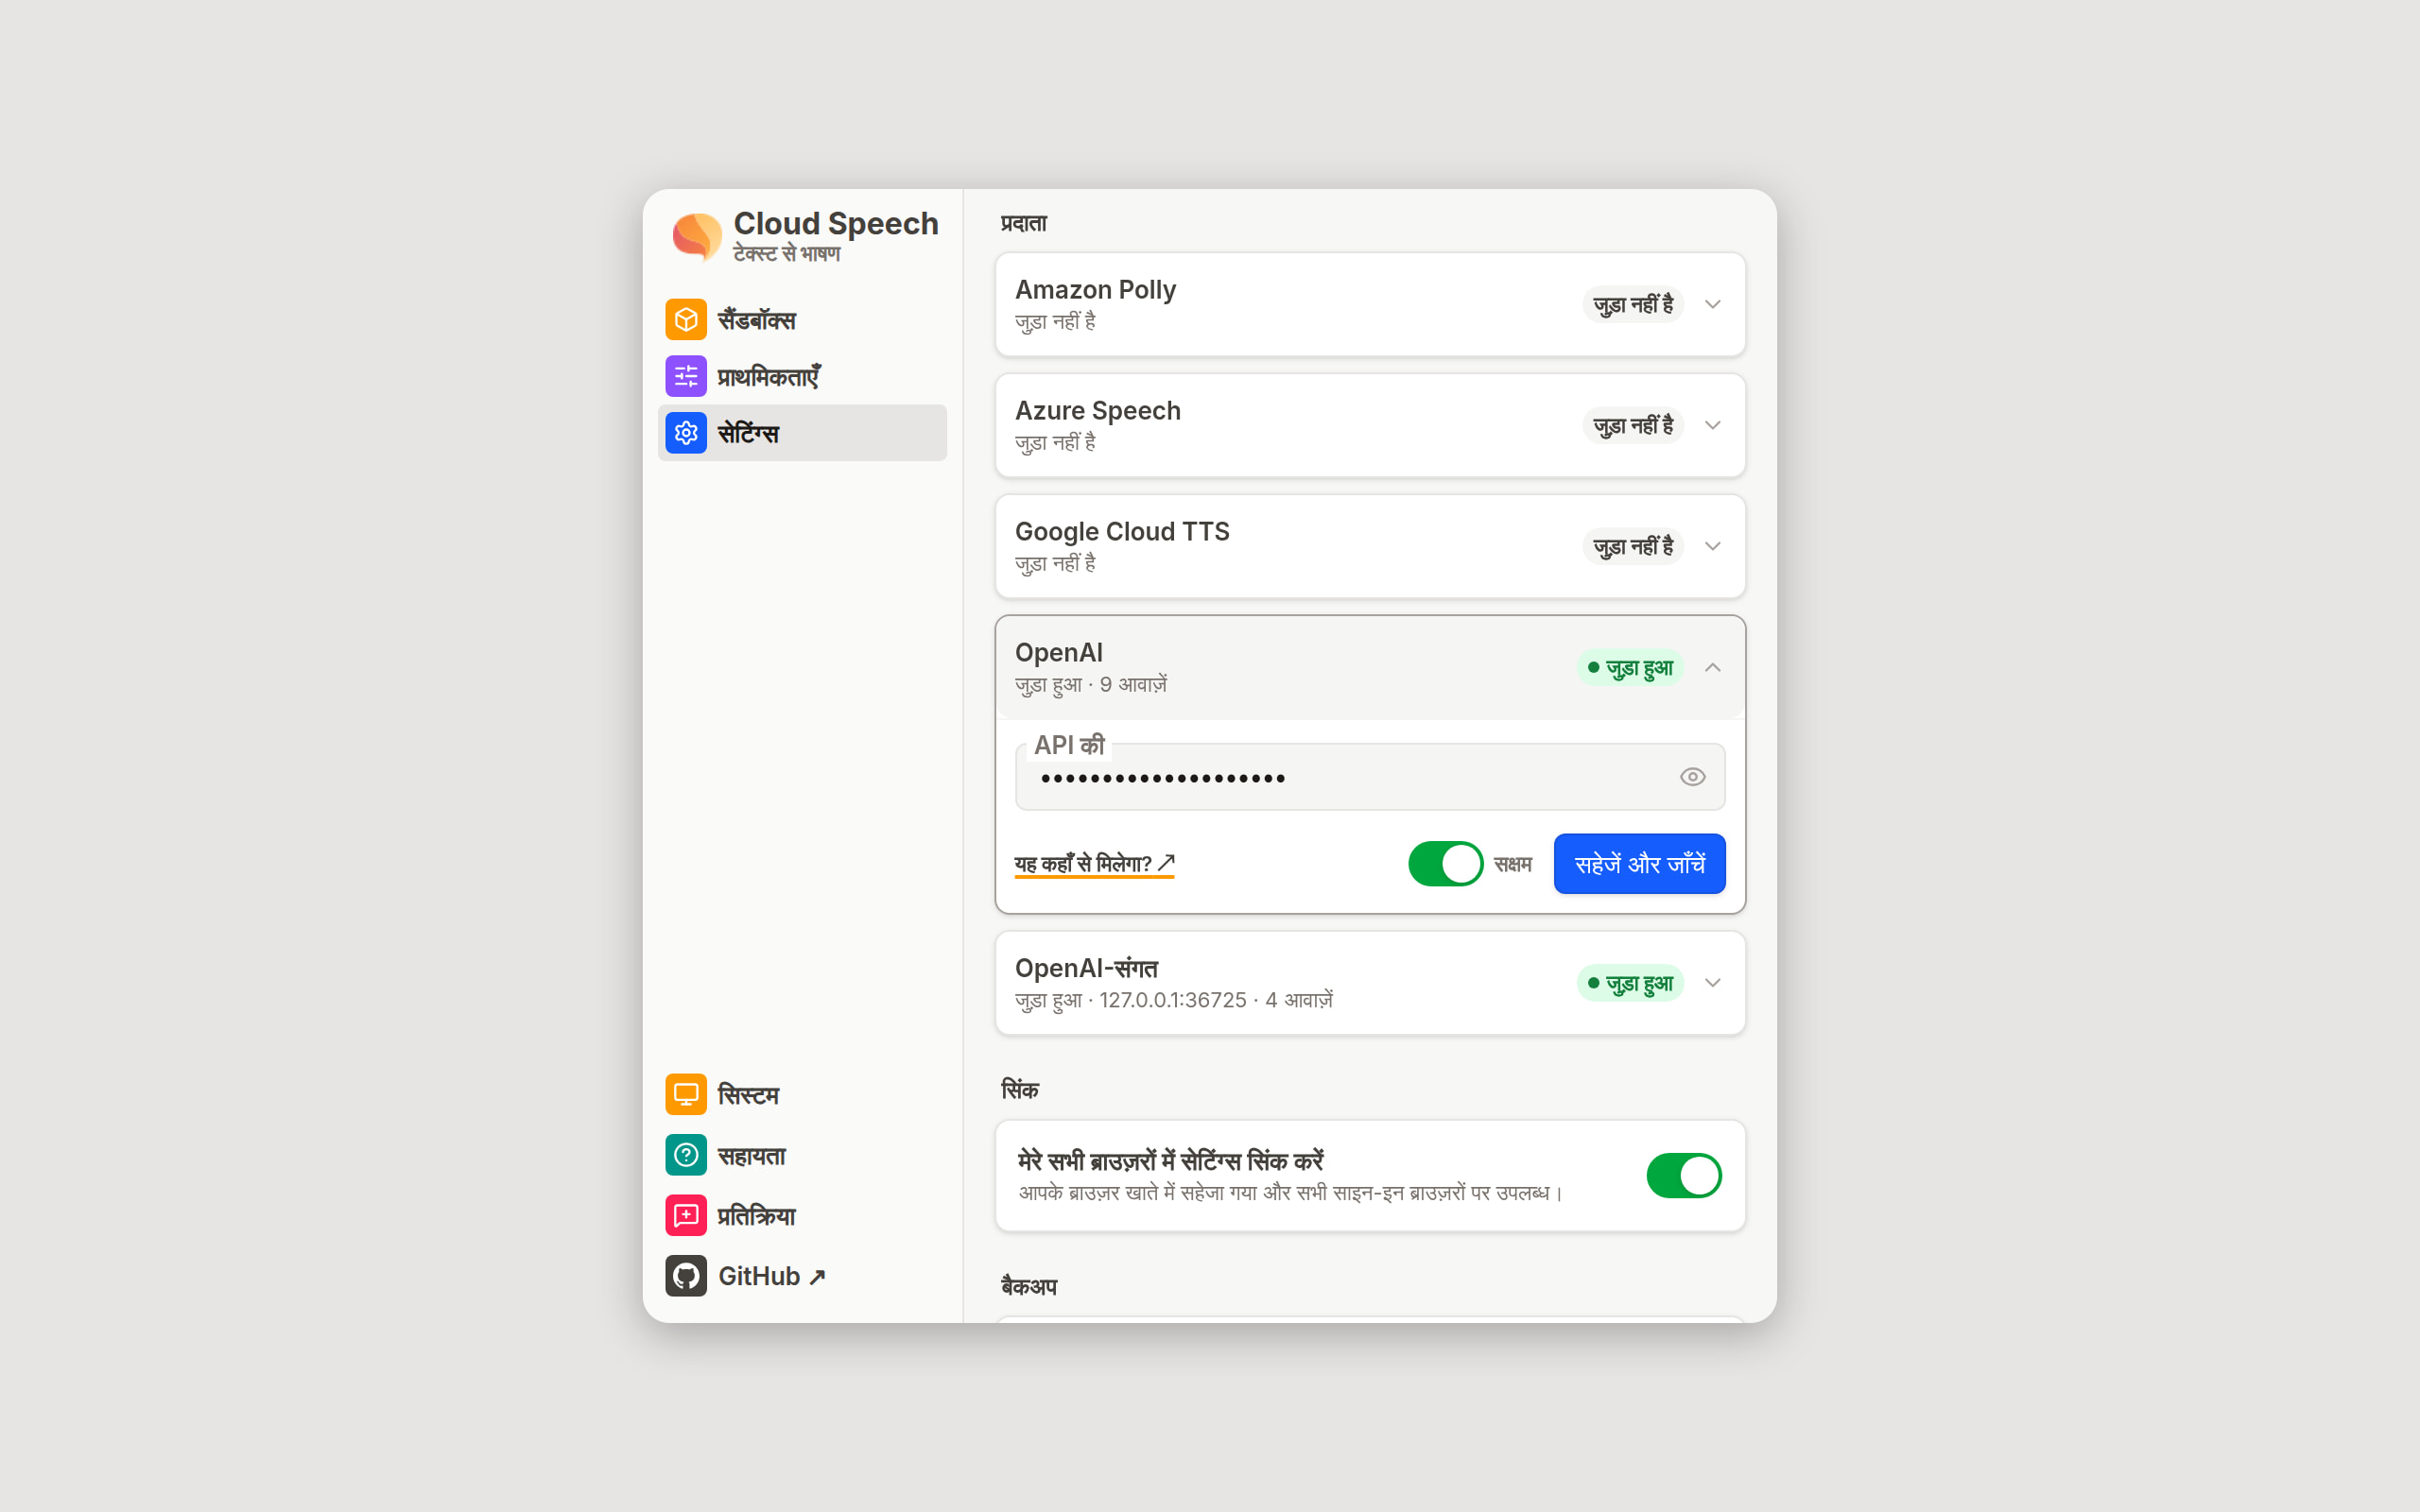 Cloud Speech
टेक्स्ट से भाषण
सैंडबॉक्स
प्राथमिकताएँ
सेटिंग्स
सिस्टम
सहायता
प्रतिक्रिया
GitHub ↗
प्रदाता
Amazon Polly
जुड़ा नहीं है
जुड़ा नहीं है
Azure Speech
जुड़ा नहीं है
जुड़ा नहीं है
Google Cloud TTS
जुड़ा नहीं है
जुड़ा नहीं है
OpenAI
जुड़ा हुआ · 9 आवाज़ें
जुड़ा हुआ
API की
••••••••••••••••••••
यह कहाँ से मिलेगा? ↗
सक्षम
सहेजें और जाँचें
OpenAI-संगत
जुड़ा हुआ · 127.0.0.1:36725 · 4 आवाज़ें
जुड़ा हुआ
सिंक
मेरे सभी ब्राउज़रों में सेटिंग्स सिंक करें
आपके ब्राउज़र खाते में सहेजा गया और सभी साइन-इन ब्राउज़रों पर उपलब्ध।
बैकअप